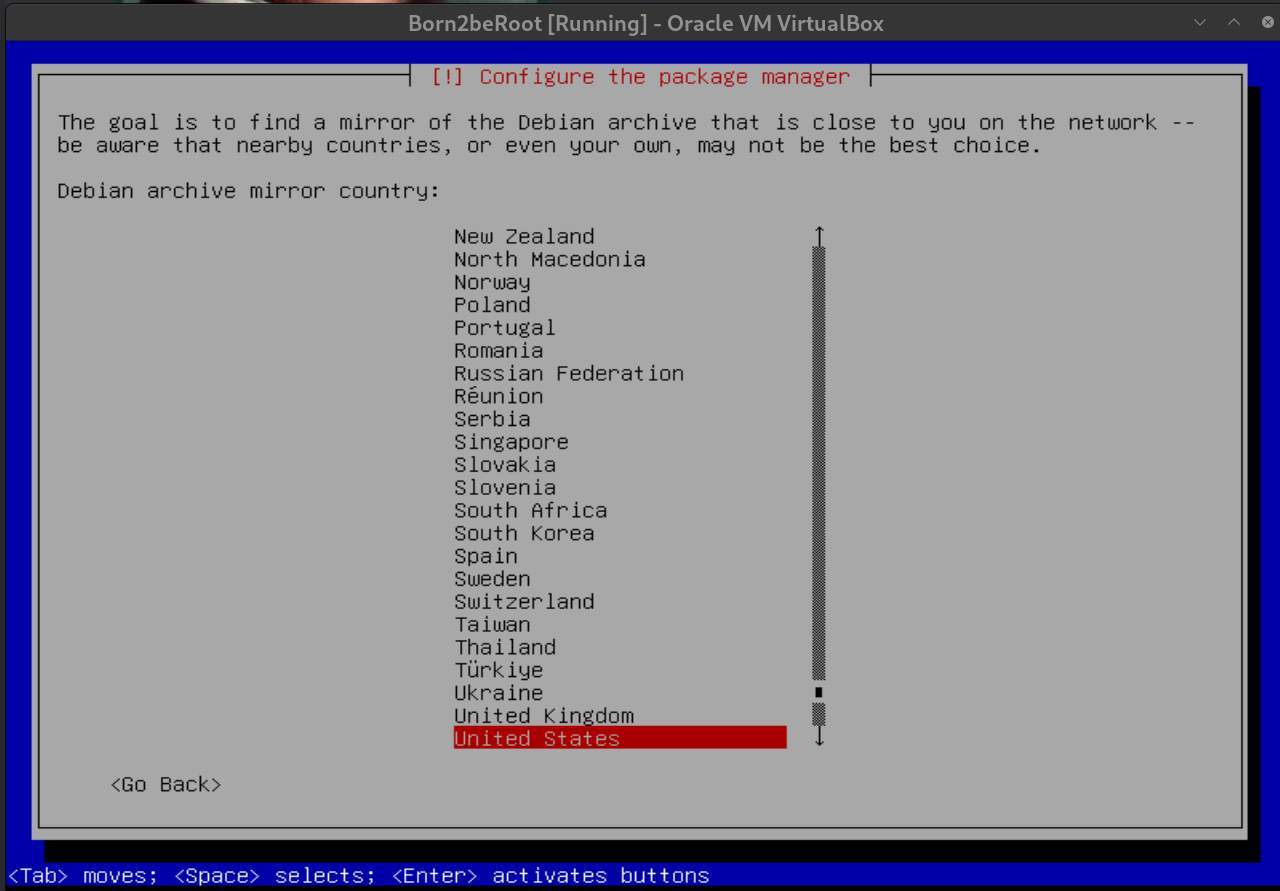 Born2beRoot [Running] - Oracle VM VirtualBox
[!] Configure the package manager
The goal is to find a mirror of the Debian archive that is close to you on the network --
be aware that nearby countries, or even your own, may not be the best choice.
Debian archive mirror country:
New Zealand
North Macedonia
Norway
Poland
Portugal
Romania
Russian Federation
Réunion
Serbia
Singapore
Slovakia
Slovenia
South Africa
South Korea
Spain
Sweden
Switzerland
Taiwan
Thailand
Türkiye
Ukraine
United Kingdom
United States
<Go Back>
<Tab> moves; <Space> selects; <Enter> activates buttons